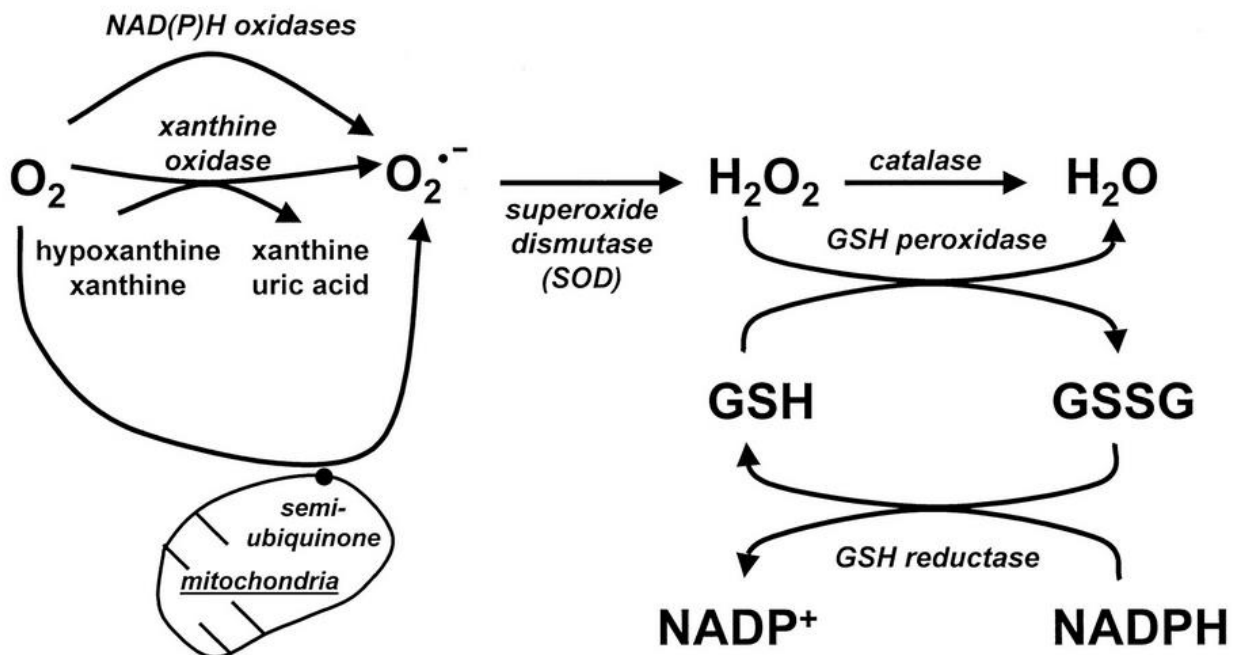 NAD(P)H oxidases
xanthine
oxidase
O₂
O₂•⁻
hypoxanthine
xanthine
xanthine
uric acid
superoxide
dismutase
(SOD)
H₂O₂
catalase
H₂O
GSH peroxidase
GSH
GSSG
semi-
ubiquinone
mitochondria
GSH reductase
NADP⁺
NADPH